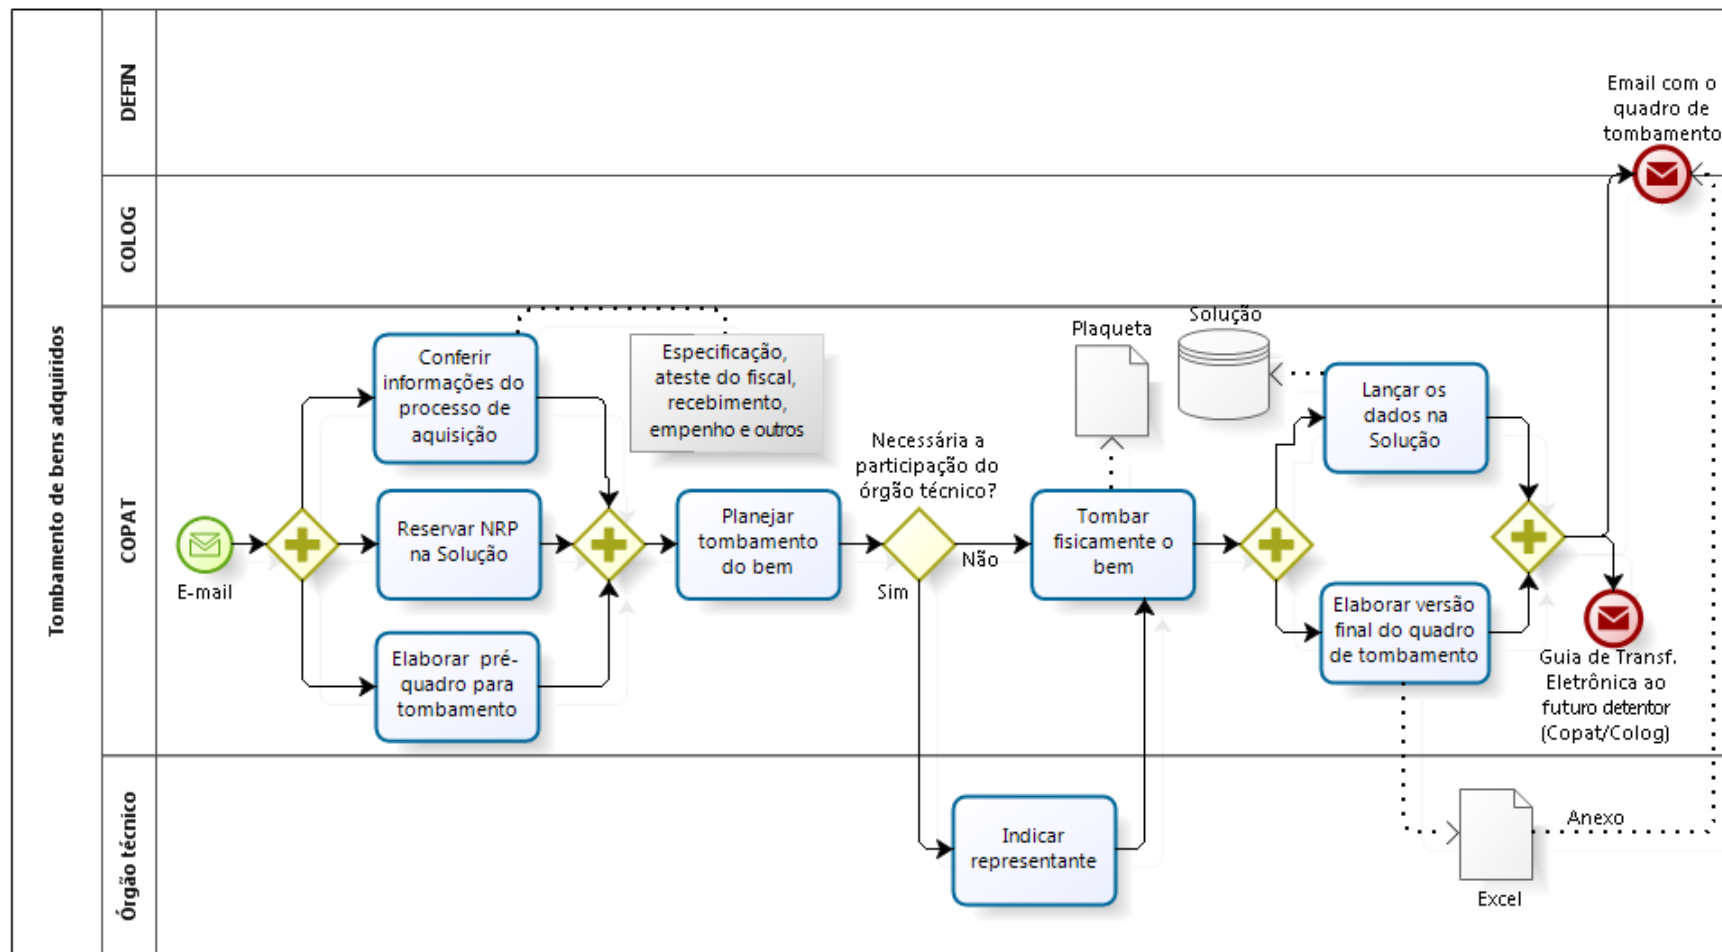 Tombamento de bens adquiridos
DEFIN
COLOG
COPAT
Órgão técnico
E-mail
Conferir
informações do
processo de
aquisição
Especificação,
ateste do fiscal,
recebimento,
empenho e outros
Reservar NRP
na Solução
Elaborar pré-
quadro para
tombamento
Planejar
tombamento
do bem
Necessária a
participação do
órgão técnico?
Sim
Não
Indicar
representante
Plaqueta
Tombar
fisicamente o
bem
Solução
Lançar os
dados na
Solução
Elaborar versão
final do quadro
de tombamento
Email com o
quadro de
tombamento
Guia de Transf.
Eletrônica ao
futuro detentor
(Copat/Colog)
Anexo
Excel